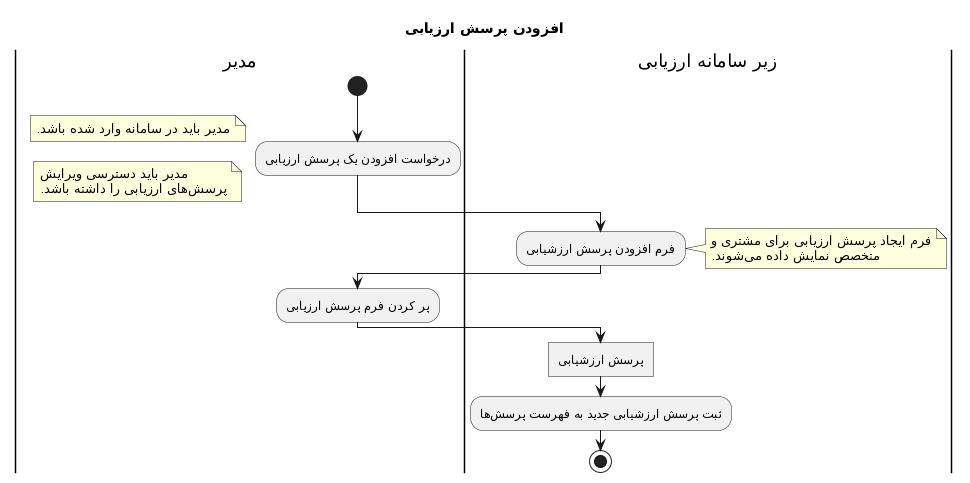 افزودن پرسش ارزیابی
مدیر
زیر سامانه ارزیابی
مدیر باید در سامانه وارد شده باشد.
درخواست افزودن یک پرسش ارزیابی
مدیر باید دسترسی ویرایش
پرسش‌های ارزیابی را داشته باشد.
فرم افزودن پرسش ارزشیابی
فرم ایجاد پرسش ارزیابی برای مشتری و
متخصص نمایش داده می‌شوند.
پر کردن فرم پرسش ارزیابی
پرسش ارزشیابی
ثبت پرسش ارزشیابی جدید به فهرست پرسش‌ها